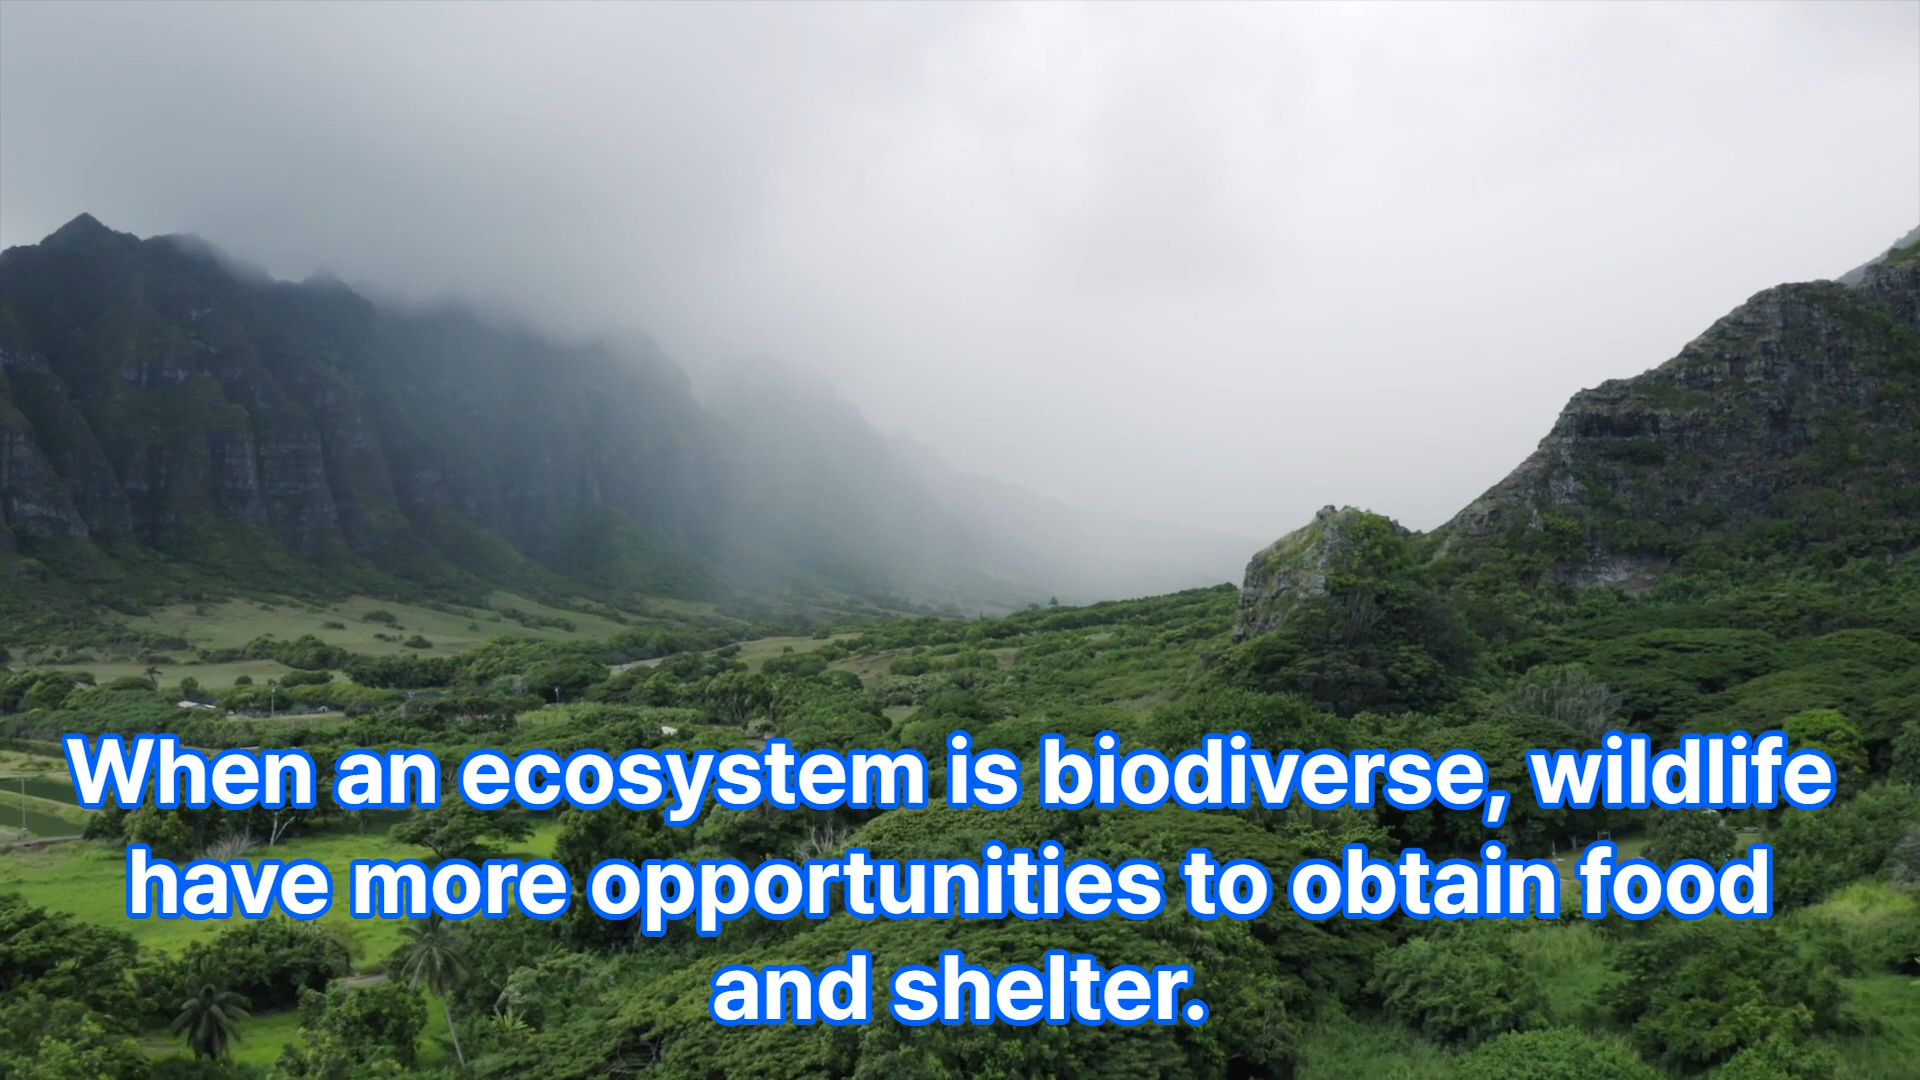 When an ecosystem is biodiverse, wildlife
have more opportunities to obtain food
and shelter.